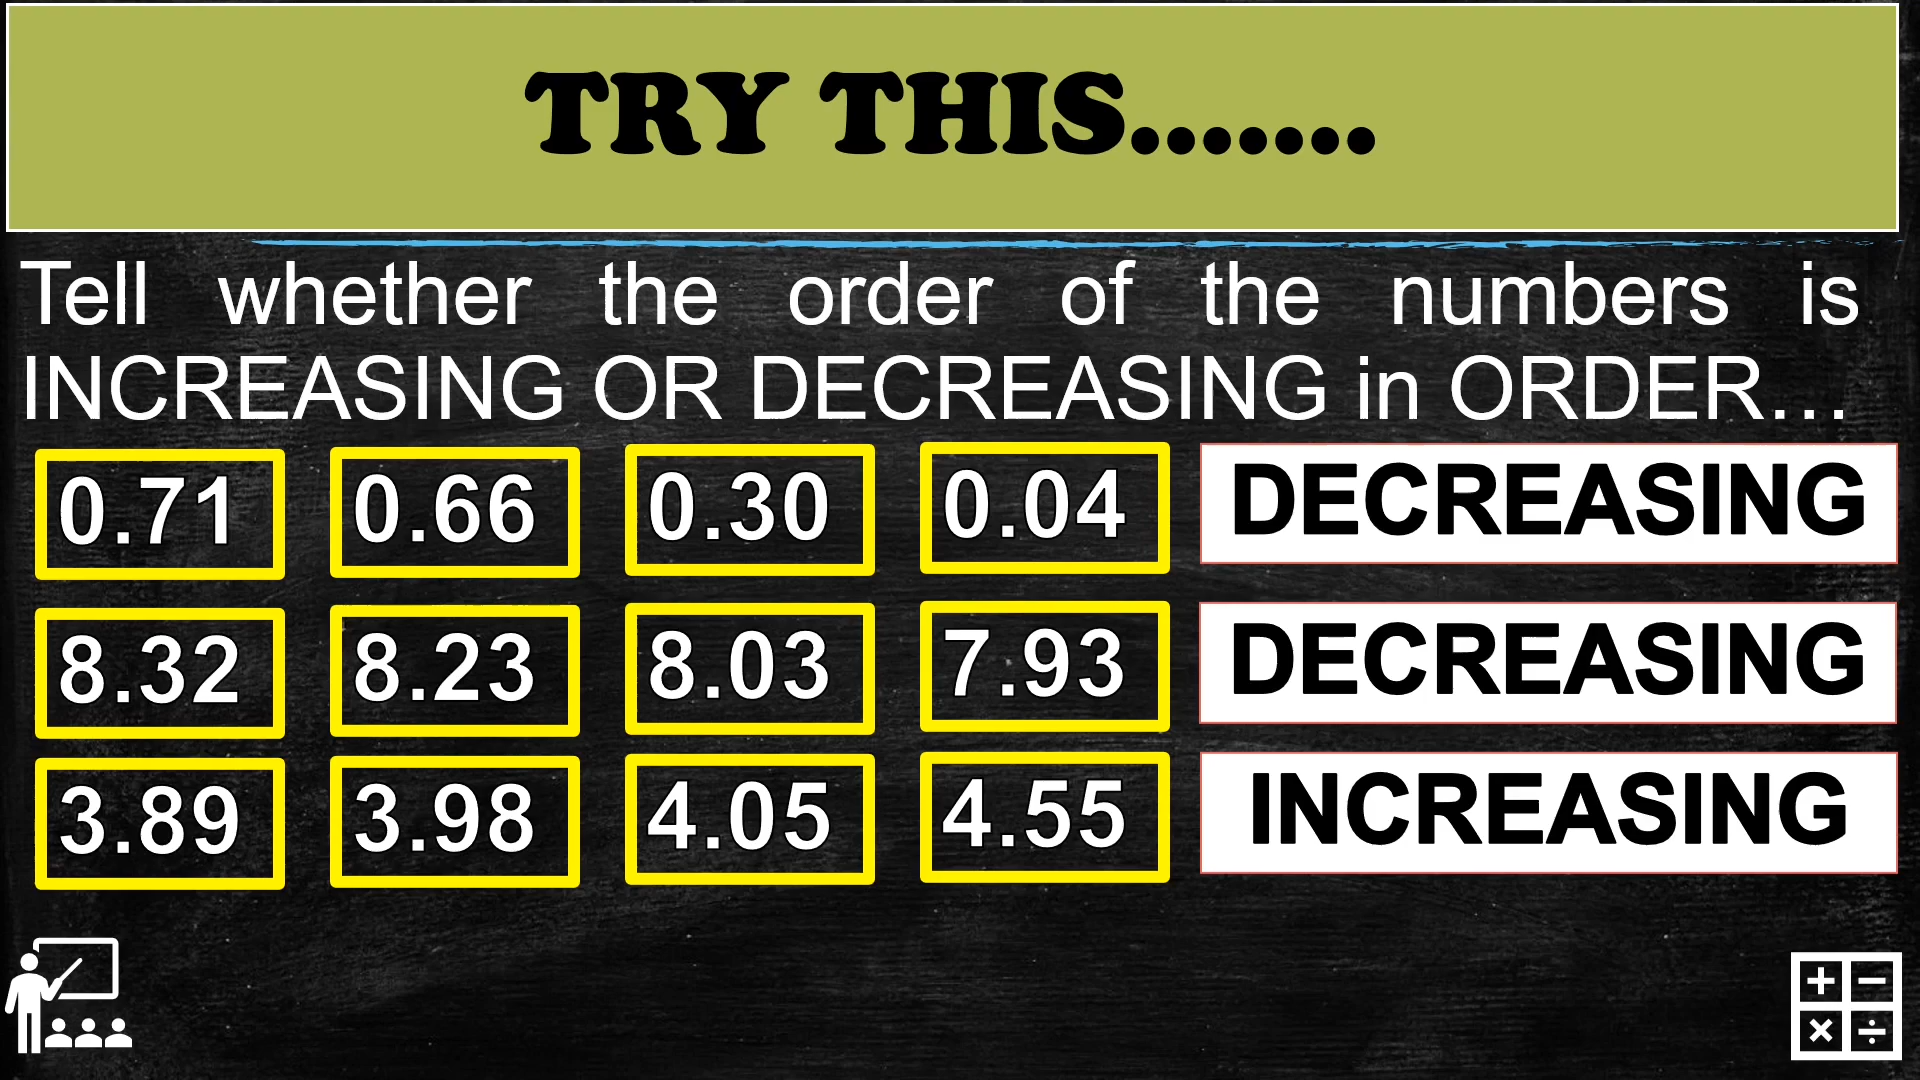 TRY THIS.......
Tell whether the order of the numbers is
INCREASING OR DECREASING in ORDER…
0.71 0.66 0.30 0.04 DECREASING
8.32 8.23 8.03 7.93 DECREASING
3.89 3.98 4.05 4.55 INCREASING